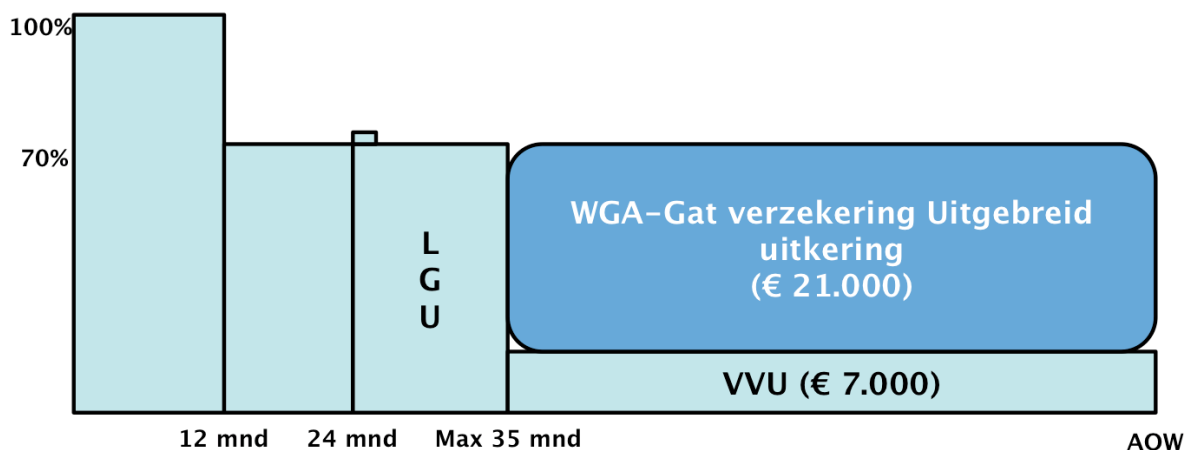 100%
70%
L
G
U
WGA-Gat verzekering Uitgebreid
uitkering
(€ 21.000)
VVU (€ 7.000)
12 mnd
24 mnd
Max 35 mnd
AOW